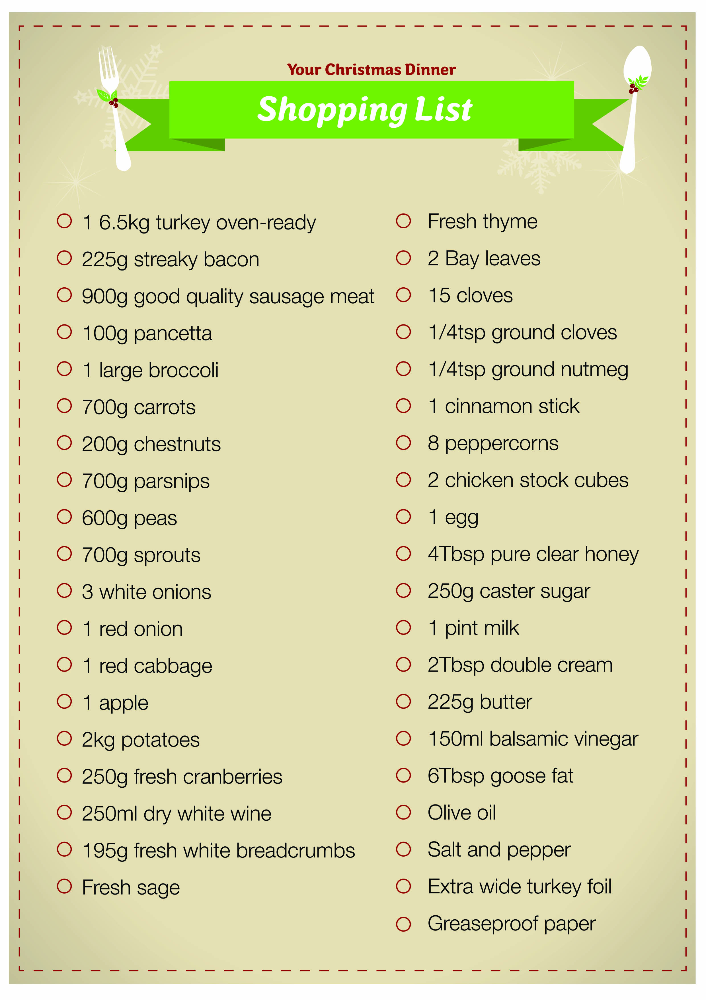 Your Christmas Dinner
Shopping List
1 6.5kg turkey oven-ready
225g streaky bacon
900g good quality sausage meat
100g pancetta
1 large broccoli
700g carrots
200g chestnuts
700g parsnips
600g peas
700g sprouts
3 white onions
1 red onion
1 red cabbage
1 apple
2kg potatoes
250g fresh cranberries
250ml dry white wine
195g fresh white breadcrumbs
Fresh sage
Fresh thyme
2 Bay leaves
15 cloves
1/4tsp ground cloves
1/4tsp ground nutmeg
1 cinnamon stick
8 peppercorns
2 chicken stock cubes
1 egg
4Tbsp pure clear honey
250g caster sugar
1 pint milk
2Tbsp double cream
225g butter
150ml balsamic vinegar
6Tbsp goose fat
Olive oil
Salt and pepper
Extra wide turkey foil
Greaseproof paper